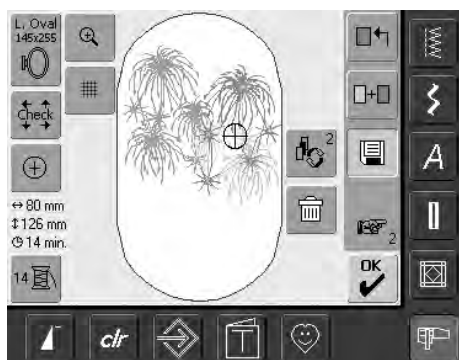 L. Oval
145x255
Check
↔ 80 mm
↕ 126 mm
14 min.
14
2
2
OK
A
clr
T